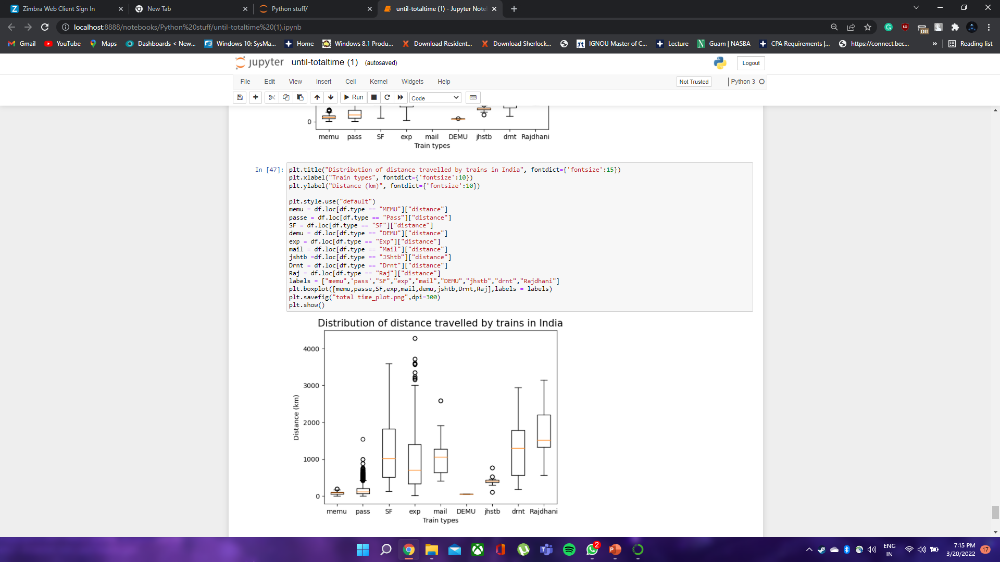 Zimbra Web Client Sign In
New Tab
Python stuff/
until-totaltime (1) - Jupyter Note
localhost:8888/notebooks/Python%20stuff/until-totaltime%20(1).ipynb
Off
Gmail
YouTube
Maps
Dashboards < New...
Windows 10: SysMa...
Home
Windows 8.1 Produ...
Download Resident...
Download Sherlock...
IGNOU Master of C...
Lecture
Guam | NASBA
CPA Requirements |...
https://connect.bec...
»
Reading list
jupyter until-totaltime (1) (autosaved)
Logout
File Edit View Insert Cell Kernel Widgets Help
Not Trusted
Python 3
Run
Code
0
memu pass SF exp mail DEMU jhstb drnt Rajdhani
Train types
In [47]:
plt.title("Distribution of distance travelled by trains in India", fontdict={'fontsize':15})
plt.xlabel("Train types", fontdict={'fontsize':10})
plt.ylabel("Distance (km)", fontdict={'fontsize':10})
plt.style.use("default")
memu = df.loc[df.type == "MEMU"]["distance"]
passe = df.loc[df.type == "Pass"]["distance"]
SF = df.loc[df.type == "SF"]["distance"]
demu = df.loc[df.type == "DEMU"]["distance"]
exp = df.loc[df.type == "Exp"]["distance"]
mail = df.loc[df.type == "Mail"]["distance"]
jshtb =df.loc[df.type == "JShtb"]["distance"]
Drnt = df.loc[df.type == "Drnt"]["distance"]
Raj = df.loc[df.type == "Raj"]["distance"]
labels = ["memu",'pass',"SF","exp","mail","DEMU","jhstb","drnt","Rajdhani"]
plt.boxplot([memu,passe,SF,exp,mail,demu,jshtb,Drnt,Raj],labels = labels)
plt.savefig("total time_plot.png",dpi=300)
plt.show()
Distribution of distance travelled by trains in India
4000
3000
2000
1000
0
Distance (km)
memu pass SF exp mail DEMU jhstb drnt Rajdhani
Train types
2
ENG
IN
7:15 PM
3/20/2022
17